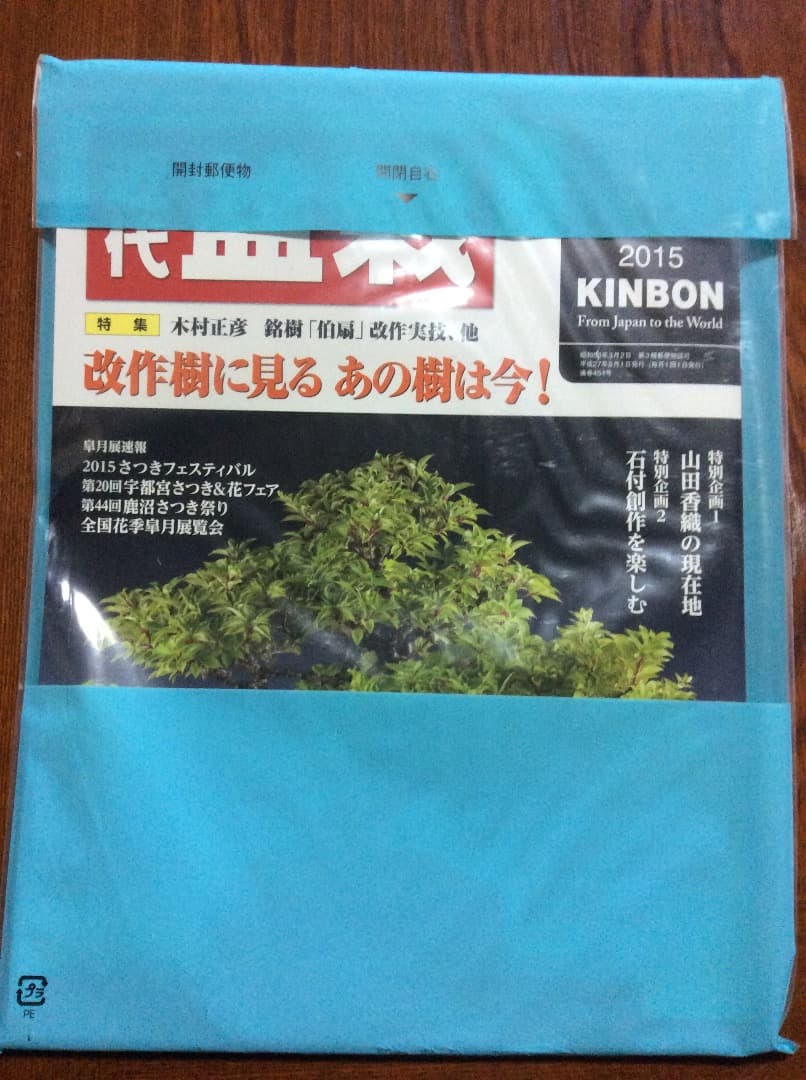 開封郵便物
開閉自在
代盆栽
2015
KINBON
From Japan to the World
特集 木村正彦 銘樹「伯扇」改作実技、他
改作樹に見る あの樹は今!
皐月展速報
2015さつきフェスティバル
第20回宇都宮さつき&花フェア
第44回鹿沼さつき祭り
全国花季皐月展覧会
特別企画1
山田香織の現在地
特別企画2
石付創作を楽しむ
プラ
PE